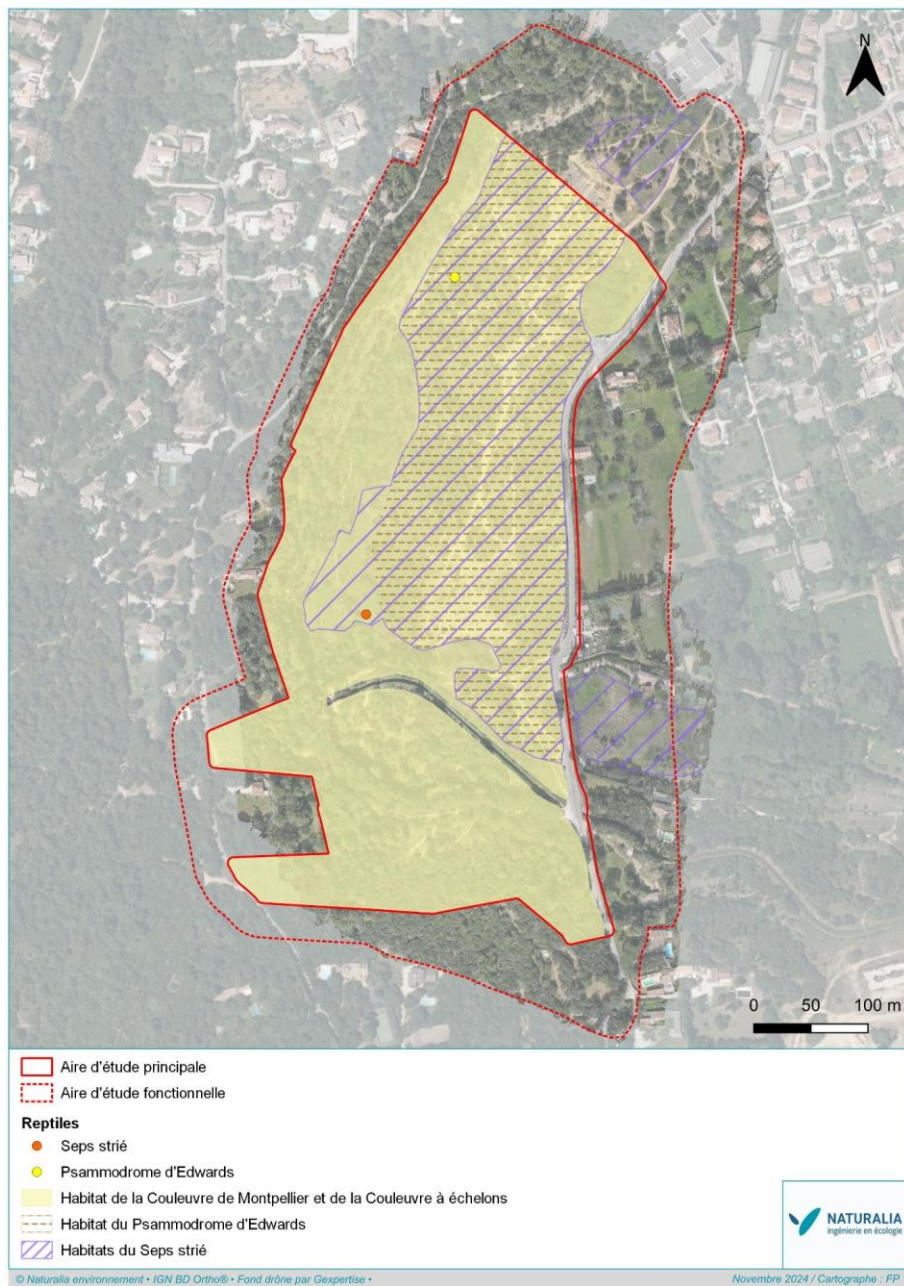 N
0 50 100 m
Aire d'étude principale
Aire d'étude fonctionnelle
Reptiles
Seps strié
Psammodrome d'Edwards
Habitat de la Couleuvre de Montpellier et de la Couleuvre à échelons
Habitat du Psammodrome d'Edwards
Habitats du Seps strié
NATURALIA
ingénierie en écologie
© Naturalia environnement • IGN BD Ortho® • Fond drône par Gexpertise •
Novembre 2024 / Cartographe : FP